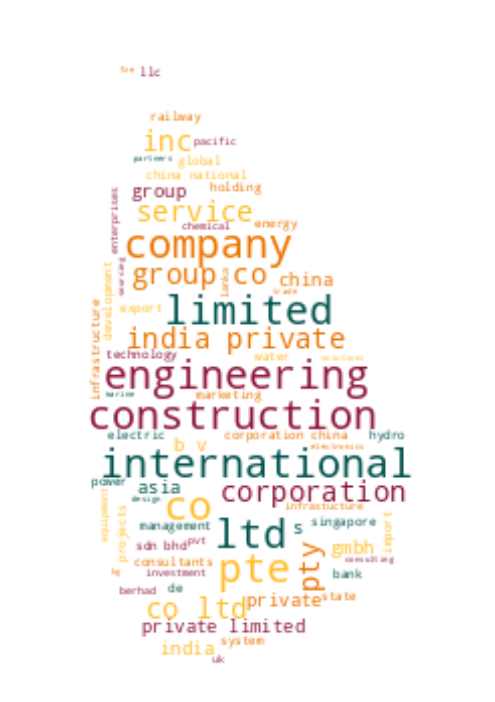 fze llc
railway
inc pacific
partners global
china national
group holding
enterprises
service
chemical energy
company
sourcing
group co
lanka
china
development
trade
export
limited
infrastructure
india private
technology water solutions
engineering
marine marketing
construction
electric corporation china hydro
b v electronics
international
power asia corporation
equipment
design co infrastucture
projects
management ltd s singapore
import
sdn bhd pvt
gmbh
consulting
consultants pte pty
investment bank
berhad de
private state
co ltd
private limited
system
india
uk